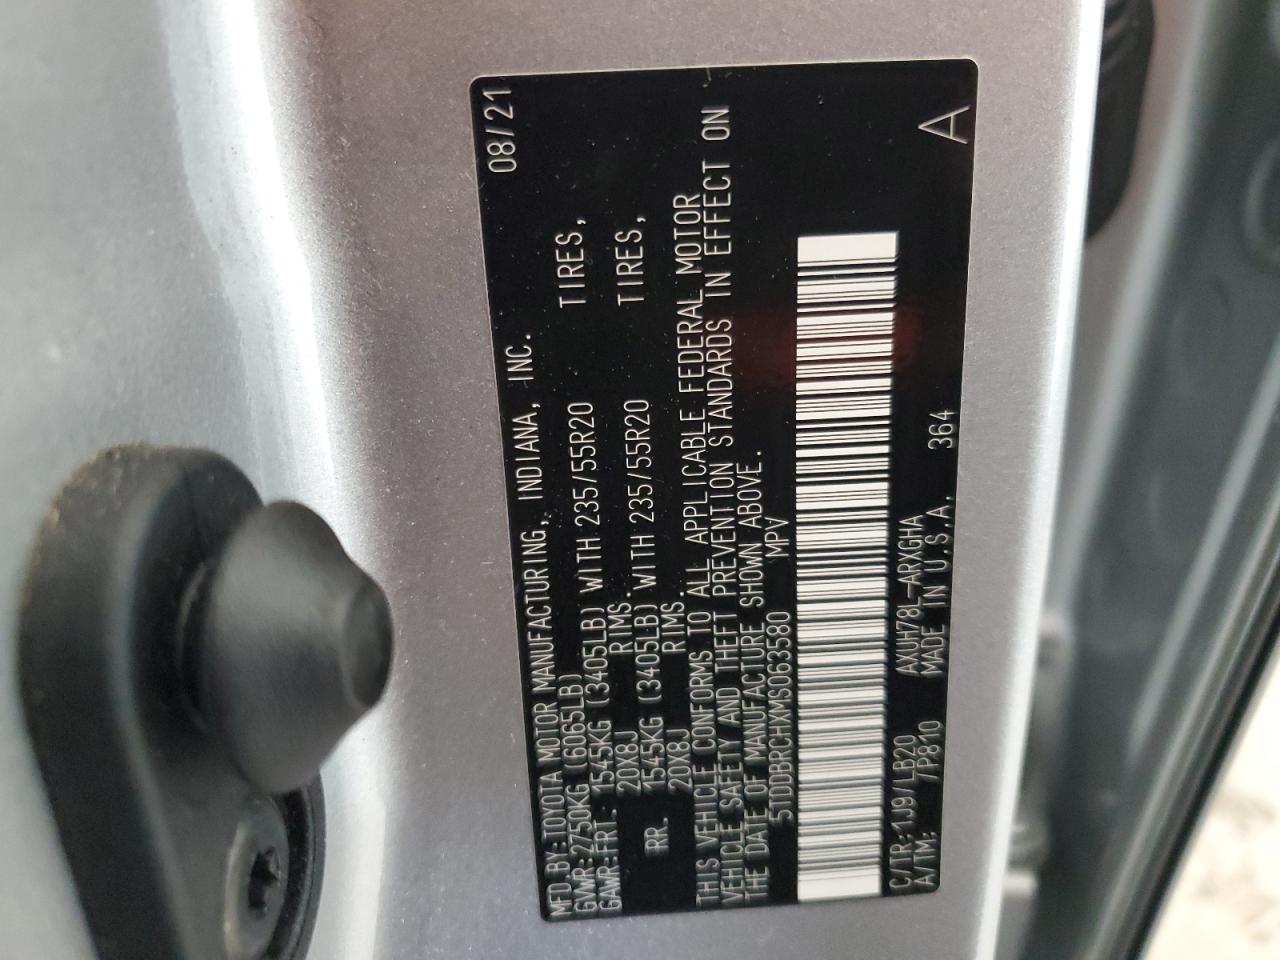 MFD BY: TOYOTA MOTOR MANUFACTURING, INDIANA, INC. 08/21
GVWR: 2750KG (6065LB)
GAWR: FRT. 1545KG (3405LB) WITH 235/55R20 TIRES,
20X8J RIMS.
RR. 1545KG (3405LB) WITH 235/55R20 TIRES,
20X8J RIMS.
THIS VEHICLE CONFORMS TO ALL APPLICABLE FEDERAL MOTOR
VEHICLE SAFETY AND THEFT PREVENTION STANDARDS IN EFFECT ON
THE DATE OF MANUFACTURE SHOWN ABOVE.
5TDDBRCHXMS063580 MPV
C/TR: 1J9/LB20 AXUH78L-ARXGHA
A/TM: /P810 MADE IN U.S.A. 364
A